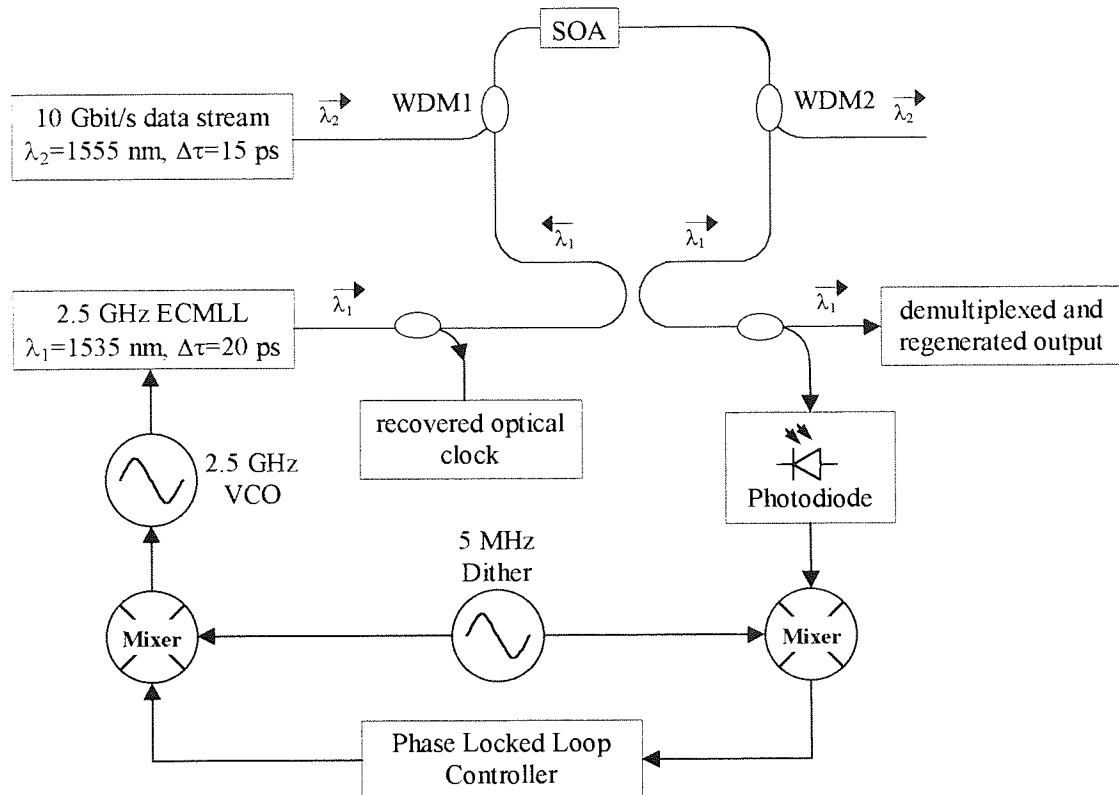 SOA
WDM1
WDM2
λ₂
λ₂
10 Gbit/s data stream
λ₂=1555 nm, Δτ=15 ps
λ₁
λ₁
2.5 GHz ECMLL
λ₁=1535 nm, Δτ=20 ps
λ₁
λ₁
demultiplexed and
regenerated output
recovered optical
clock
2.5 GHz
VCO
Photodiode
5 MHz
Dither
Mixer
Mixer
Phase Locked Loop
Controller